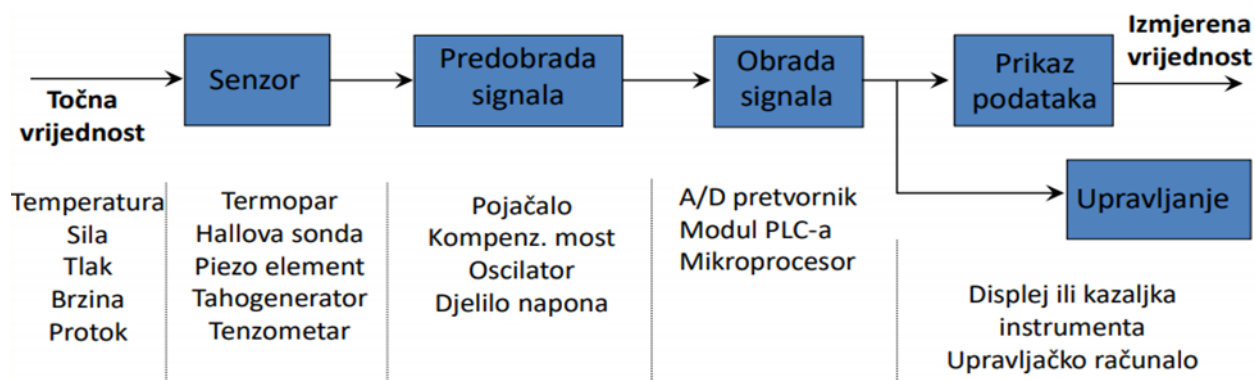 Točna
vrijednost
Senzor
Predobrada
signala
Obrada
signala
Prikaz
podataka
Izmjerena
vrijednost
Upravljanje
Temperatura
Sila
Tlak
Brzina
Protok
Termopar
Hallova sonda
Piezo element
Tahogenerator
Tenzometar
Pojačalo
Kompenz. most
Oscilator
Djelilo napona
A/D pretvornik
Modul PLC-a
Mikroprocesor
Displej ili kazaljka
instrumenta
Upravljačko računalo